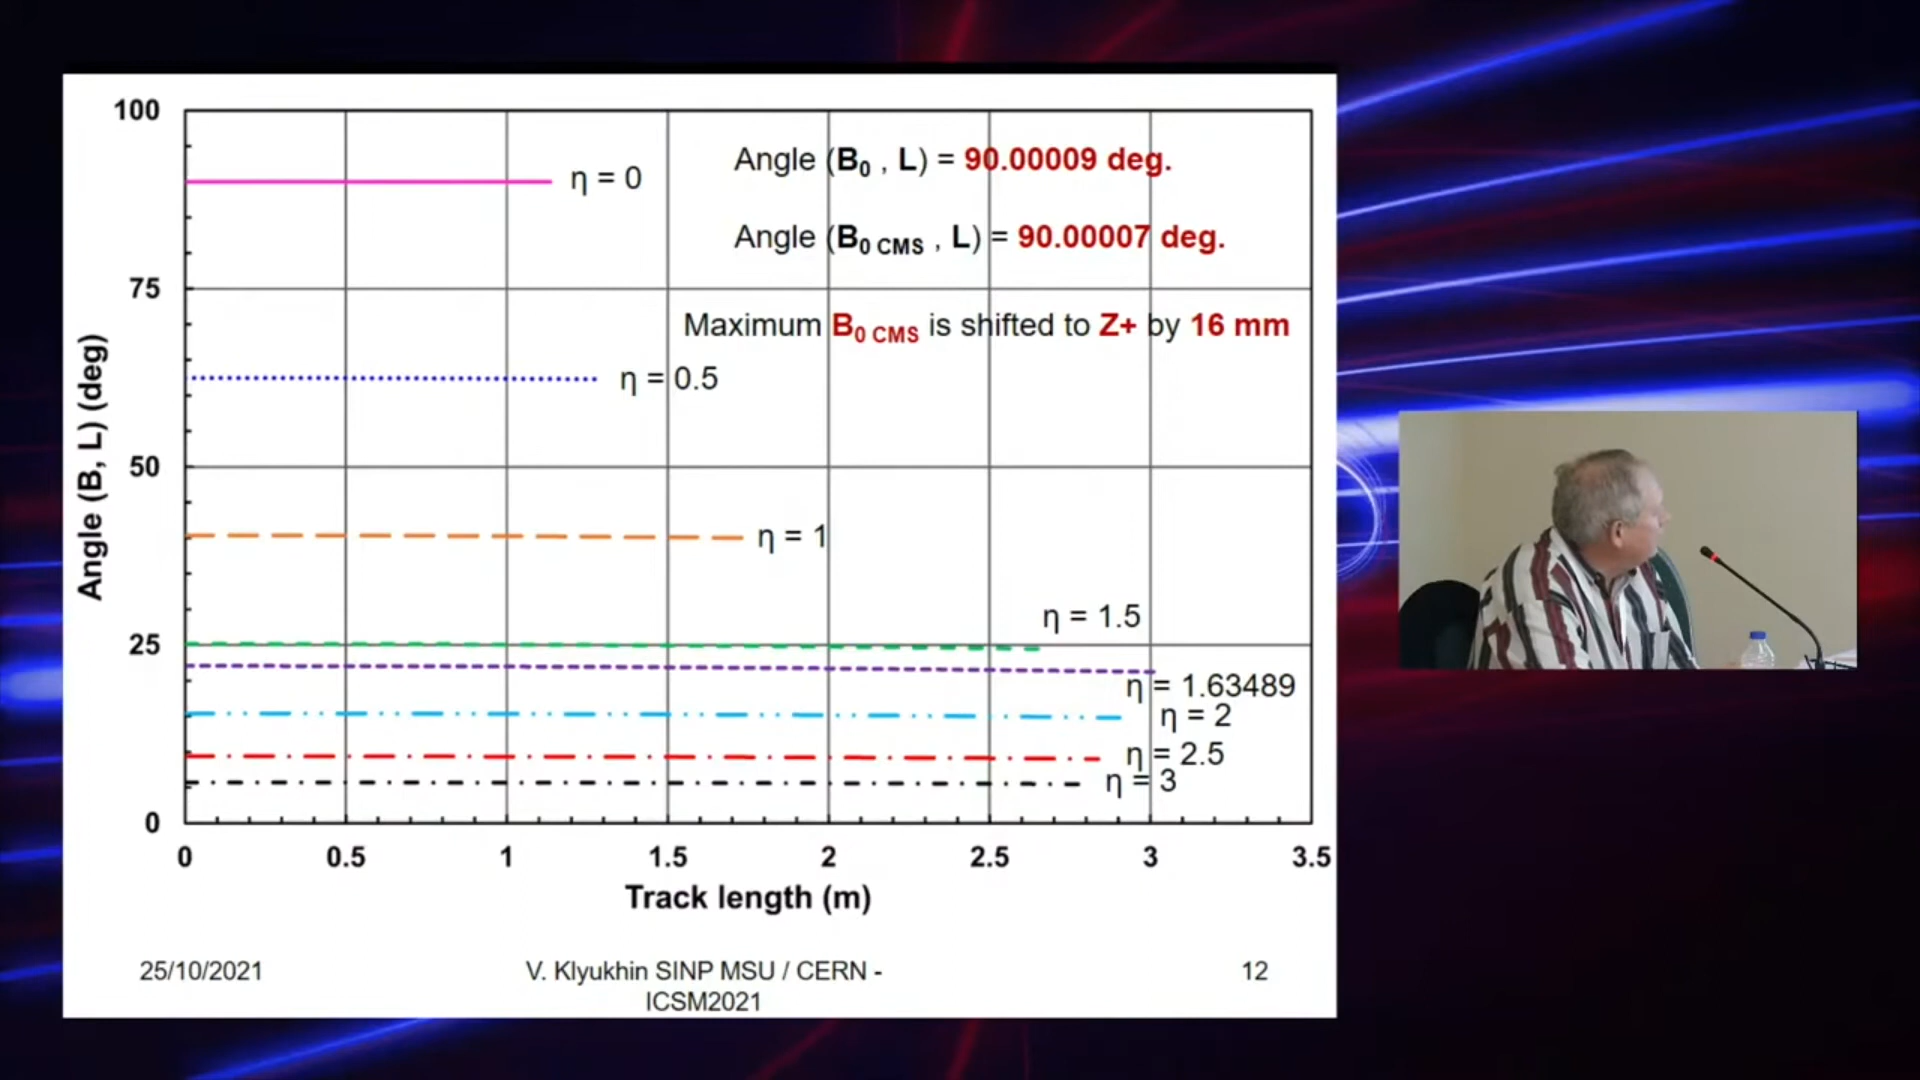 100
75
50
25
0
Angle (B, L) (deg)
η = 0
Angle (B₀ , L) = 90.00009 deg.
Angle (B₀ CMS , L) = 90.00007 deg.
Maximum B₀ CMS is shifted to Z+ by 16 mm
η = 0.5
η = 1
η = 1.5
η = 1.63489
η = 2
η = 2.5
η = 3
0 0.5 1 1.5 2 2.5 3 3.5
Track length (m)
25/10/2021
V. Klyukhin SINP MSU / CERN -
ICSM2021
12